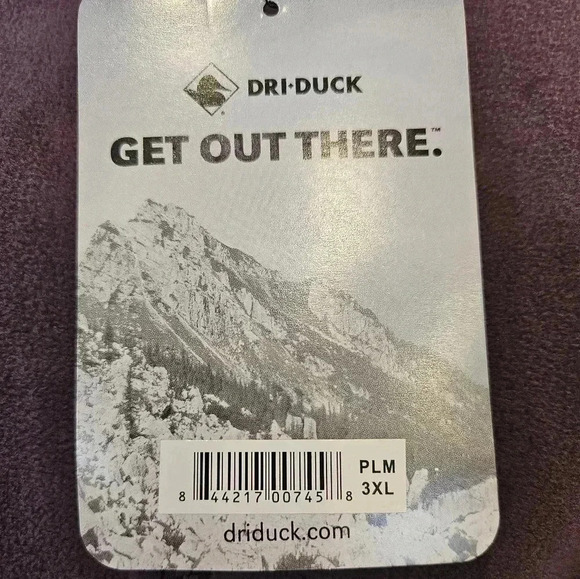 DRI·DUCK
®
GET OUT THERE.™
PLM
8 44217 00745 8
3XL
driduck.com